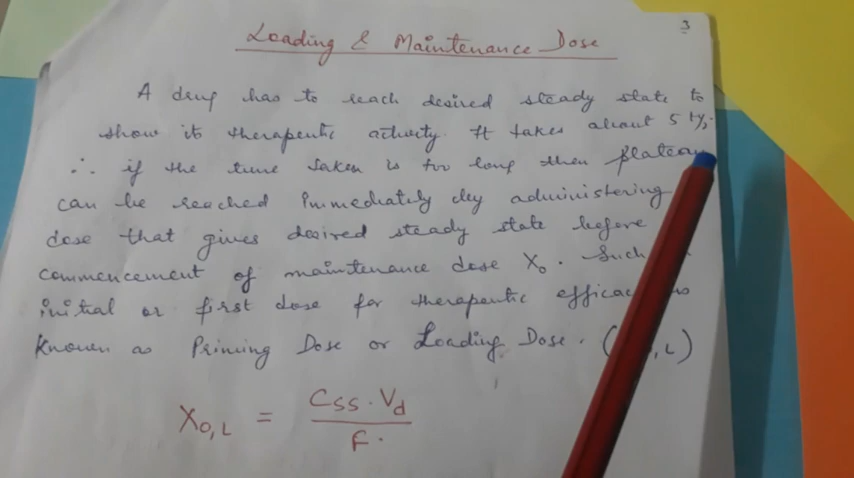 3
Loading & Maintenance Dose
A drug has to reach desired steady state to
show its therapeutic activity. It takes about 5 t½.
∴ if the time taken is too long then plateau
can be reached immediately by administering
dose that gives desired steady state before
commencement of maintenance dose X₀. Such
initial or first dose for therapeutic efficacy is
known as Priming Dose or Loading Dose. ( , L)
X₀,L = Css · Vd / F.